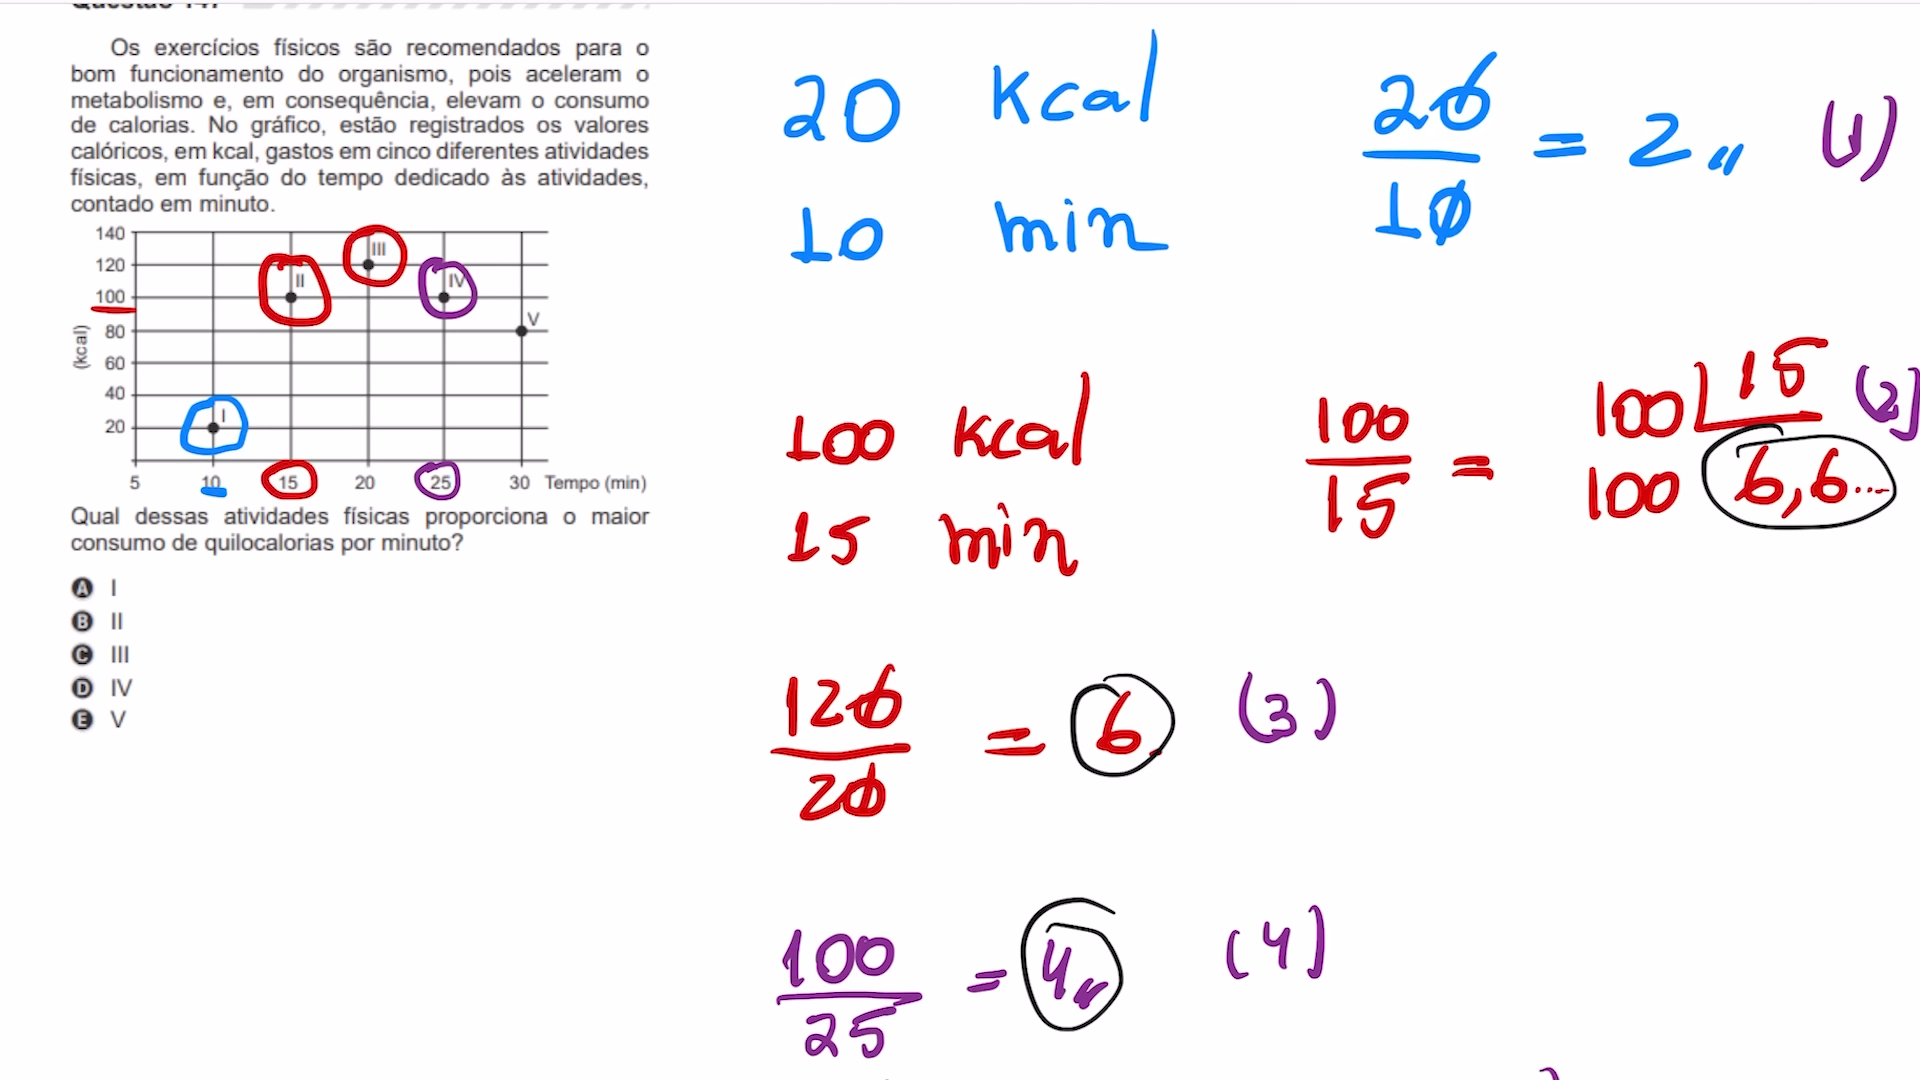 Questão 147
Os exercícios físicos são recomendados para o
bom funcionamento do organismo, pois aceleram o
metabolismo e, em consequência, elevam o consumo
de calorias. No gráfico, estão registrados os valores
calóricos, em kcal, gastos em cinco diferentes atividades
físicas, em função do tempo dedicado às atividades,
contado em minuto.
140
120
100
80
60
40
20
(kcal)
I
II
III
IV
V
5 10 15 20 25 30 Tempo (min)
Qual dessas atividades físicas proporciona o maior
consumo de quilocalorias por minuto?
A I
B II
C III
D IV
E V
20 kcal
10 min
20
10
= 2 (1)
100 kcal
15 min
100
15
=
100 15 (2)
100 6,6...
120
20
= 6 (3)
100
25
= 4 (4)